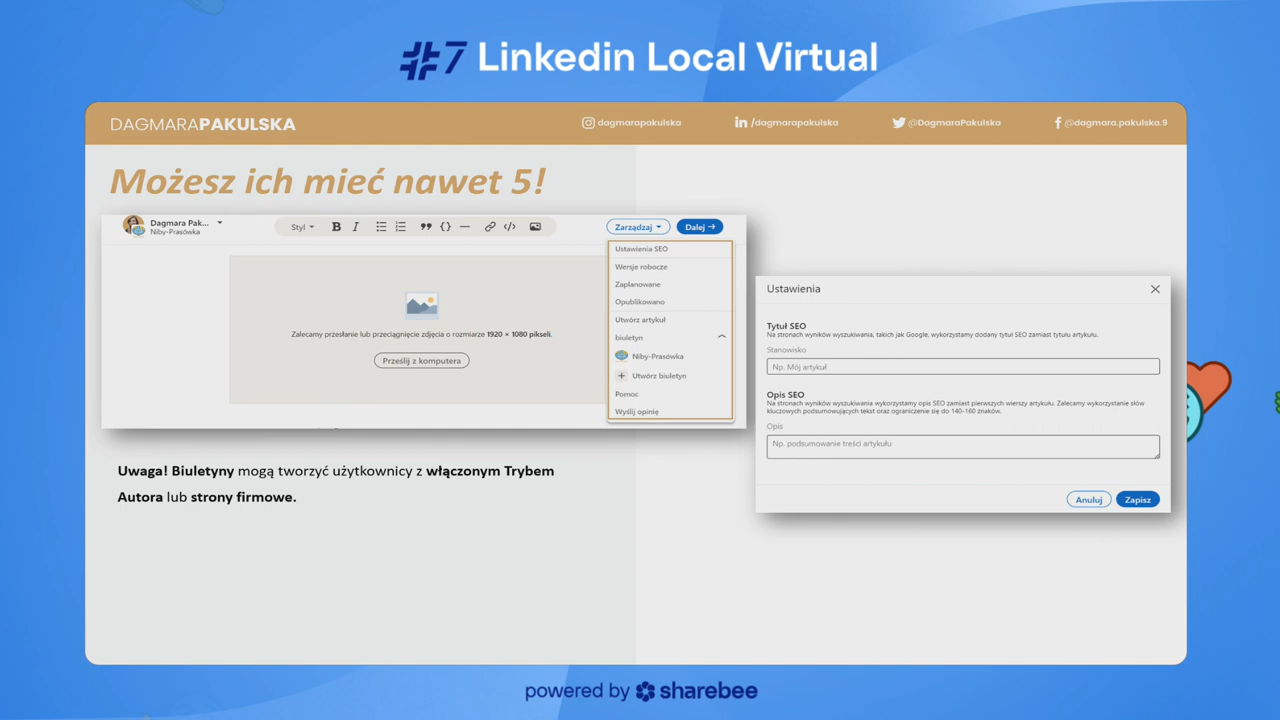 #7 Linkedin Local Virtual
DAGMARAPAKULSKA
dagmarapakulska
/dagmarapakulska
@DagmaraPakulska
@dagmara.pakulska.9
Możesz ich mieć nawet 5!
Dagmara Pak...
Niby-Prasówka
Styl
B I
Zarządzaj
Dalej →
Ustawienia SEO
Wersje robocze
Zaplanowane
Opublikowano
Utwórz artykuł
biuletyn
Niby-Prasówka
+ Utwórz biuletyn
Pomoc
Wyślij opinię
Zalecamy przesłanie lub przeciągnięcie zdjęcia o rozmiarze 1920 × 1080 pikseli.
Prześlij z komputera
Ustawienia
Tytuł SEO
Na stronach wyników wyszukiwania, takich jak Google, wykorzystamy dodany tytuł SEO zamiast tytułu artykułu.
Stanowisko
Np. Mój artykuł
Opis SEO
Na stronach wyników wyszukiwania wykorzystamy opis SEO zamiast pierwszych wierszy artykułu. Zalecamy wykorzystanie słów
kluczowych podsumowujących tekst oraz ograniczenie się do 140-160 znaków.
Opis
Np. podsumowanie treści artykułu
Anuluj
Zapisz
Uwaga! Biuletyny mogą tworzyć użytkownicy z włączonym Trybem
Autora lub strony firmowe.
powered by sharebee